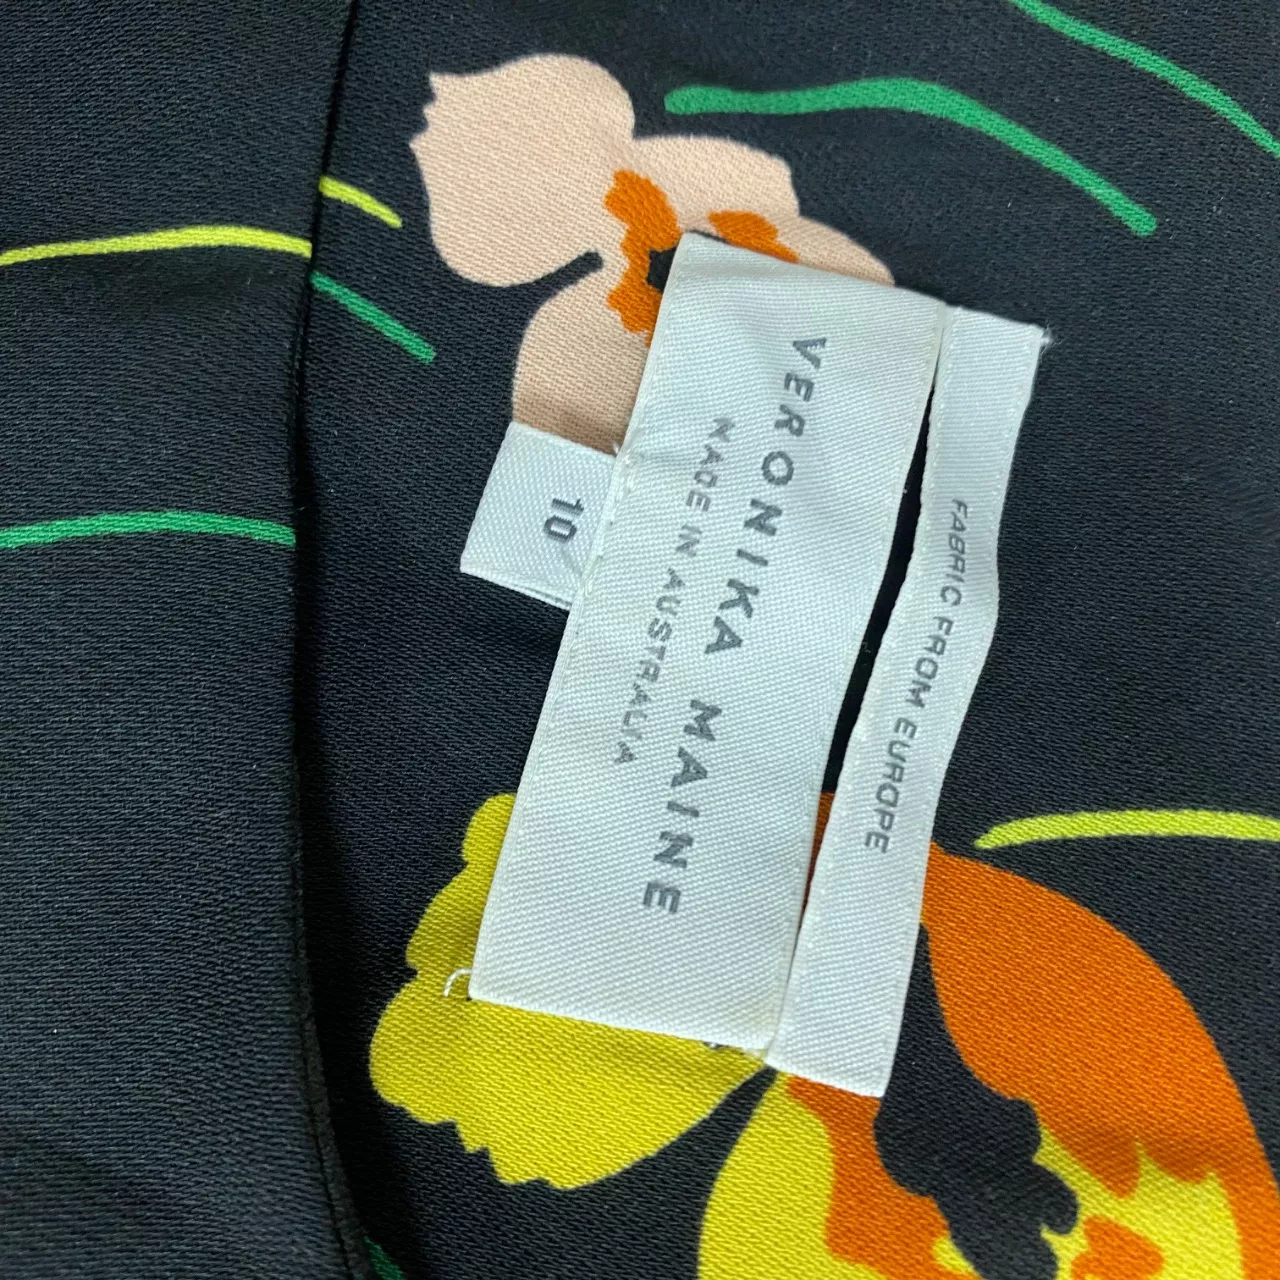 VERONIKA MAINE
MADE IN AUSTRALIA
10
FABRIC FROM EUROPE